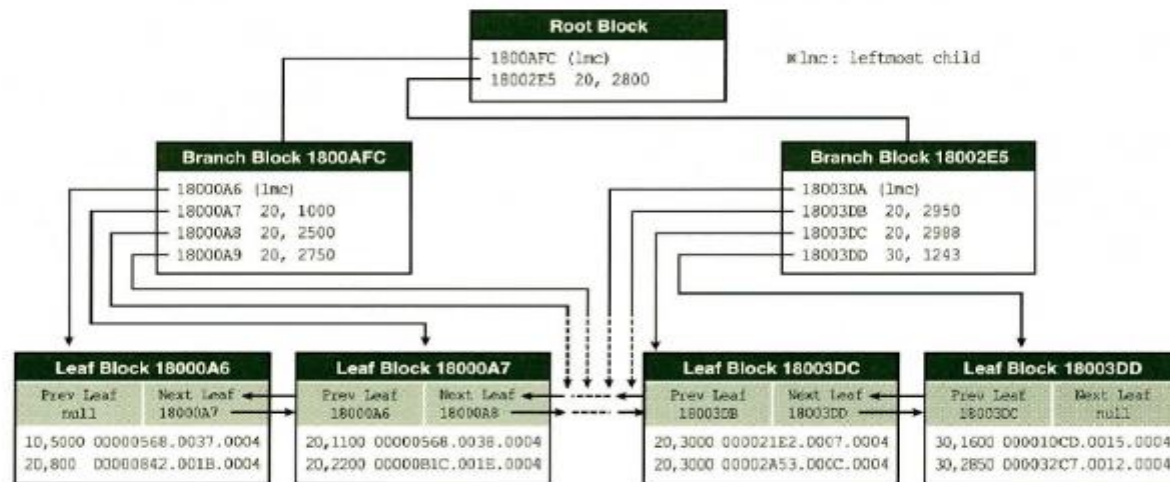 Root Block
1800AFC (lmc)
18002E5 20, 2800
※lmc: leftmost child
Branch Block 1800AFC
18000A6 (lmc)
18000A7 20, 1000
18000A8 20, 2500
18000A9 20, 2750
Branch Block 18002E5
18003DA (lmc)
18003DB 20, 2950
18003DC 20, 2988
18003DD 30, 1243
Leaf Block 18000A6
Prev Leaf Next Leaf
null 18000A7
10,5000 00000568.0037.0004
20,800 00000842.001B.0004
Leaf Block 18000A7
Prev Leaf Next Leaf
18000A6 18000A8
20,1100 00000568.0038.0004
20,2200 00000B1C.001E.0004
Leaf Block 18003DC
Prev Leaf Next Leaf
18003DB 18003DD
20,3000 000021E2.0007.0004
20,3000 00002A53.000C.0004
Leaf Block 18003DD
Prev Leaf Next Leaf
18003DC null
30,1600 000010CD.0015.0004
30,2850 000032C7.0012.0004